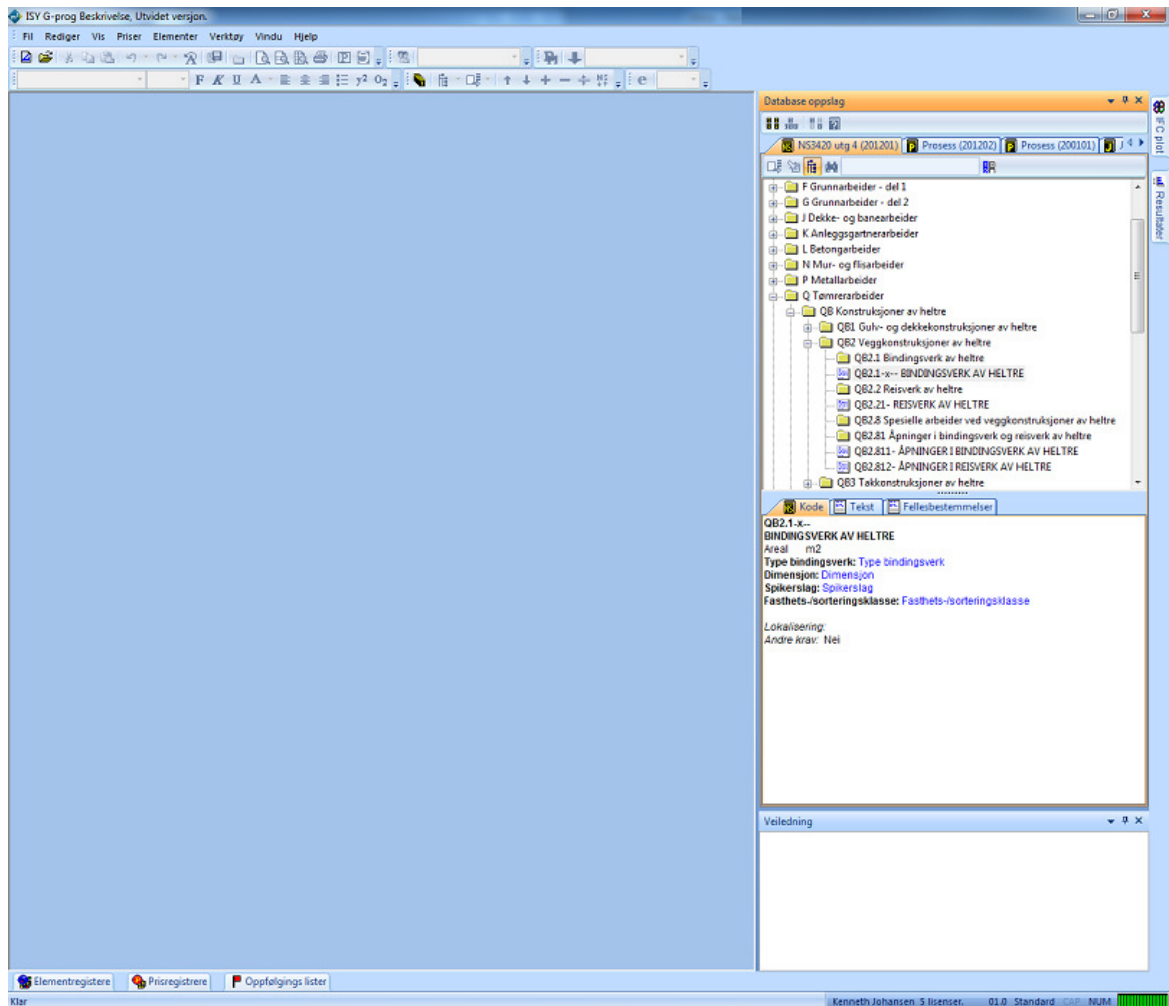 ISY G-prog Beskrivelse, Utvidet versjon.
Fil Rediger Vis Priser Elementer Verktøy Vindu Hjelp
F K U A y² O₂ e
Database oppslag
NS3420 utg 4 (201201) Prosess (201202) Prosess (200101) J
F Grunnarbeider - del 1
G Grunnarbeider - del 2
J Dekke- og banearbeider
K Anleggsgartnerarbeider
L Betongarbeider
N Mur- og flisarbeider
P Metallarbeider
Q Tømrerarbeider
QB Konstruksjoner av heltre
QB1 Gulv- og dekkekonstruksjoner av heltre
QB2 Veggkonstruksjoner av heltre
QB2.1 Bindingsverk av heltre
QB2.1-x-- BINDINGSVERK AV HELTRE
QB2.2 Reisverk av heltre
QB2.21- REISVERK AV HELTRE
QB2.8 Spesielle arbeider ved veggkonstruksjoner av heltre
QB2.81 Åpninger i bindingsverk og reisverk av heltre
QB2.811- ÅPNINGER I BINDINGSVERK AV HELTRE
QB2.812- ÅPNINGER I REISVERK AV HELTRE
QB3 Takkonstruksjoner av heltre
Kode Tekst Fellesbestemmelser
QB2.1-x--
BINDINGSVERK AV HELTRE
Areal m2
Type bindingsverk: Type bindingsverk
Dimensjon: Dimensjon
Spikerslag: Spikerslag
Fasthets-/sorteringsklasse: Fasthets-/sorteringsklasse
Lokalisering:
Andre krav: Nei
Veiledning
IFC plot
Resultater
Elementregistere Prisregistrere Oppfølgings lister
Klar Kenneth Johansen 5 lisenser. 01.0 Standard CAP NUM